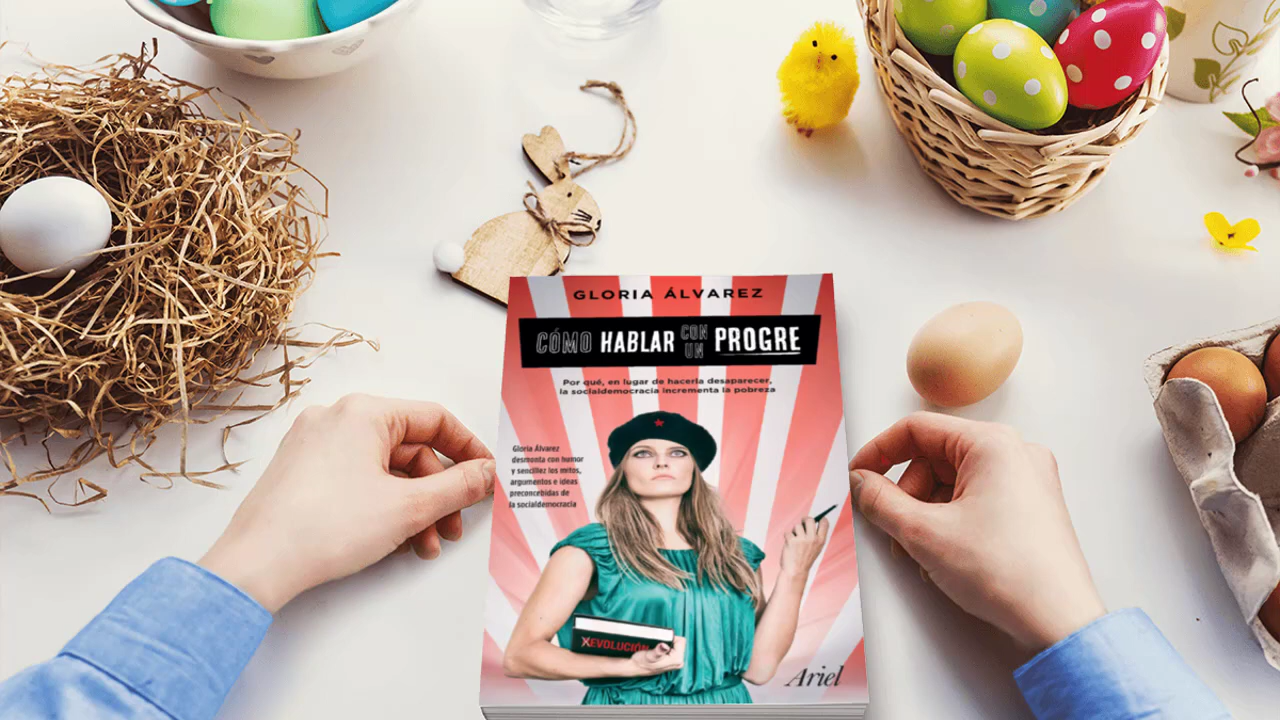 GLORIA ÁLVAREZ
CÓMO HABLAR CON UN PROGRE
Por qué, en lugar de hacerla desaparecer,
la socialdemocracia incrementa la pobreza
Gloria Álvarez
desmonta con humor
y sencillez los mitos,
argumentos e ideas
preconcebidas de
la socialdemocracia
REVOLUCIÓN
Ariel